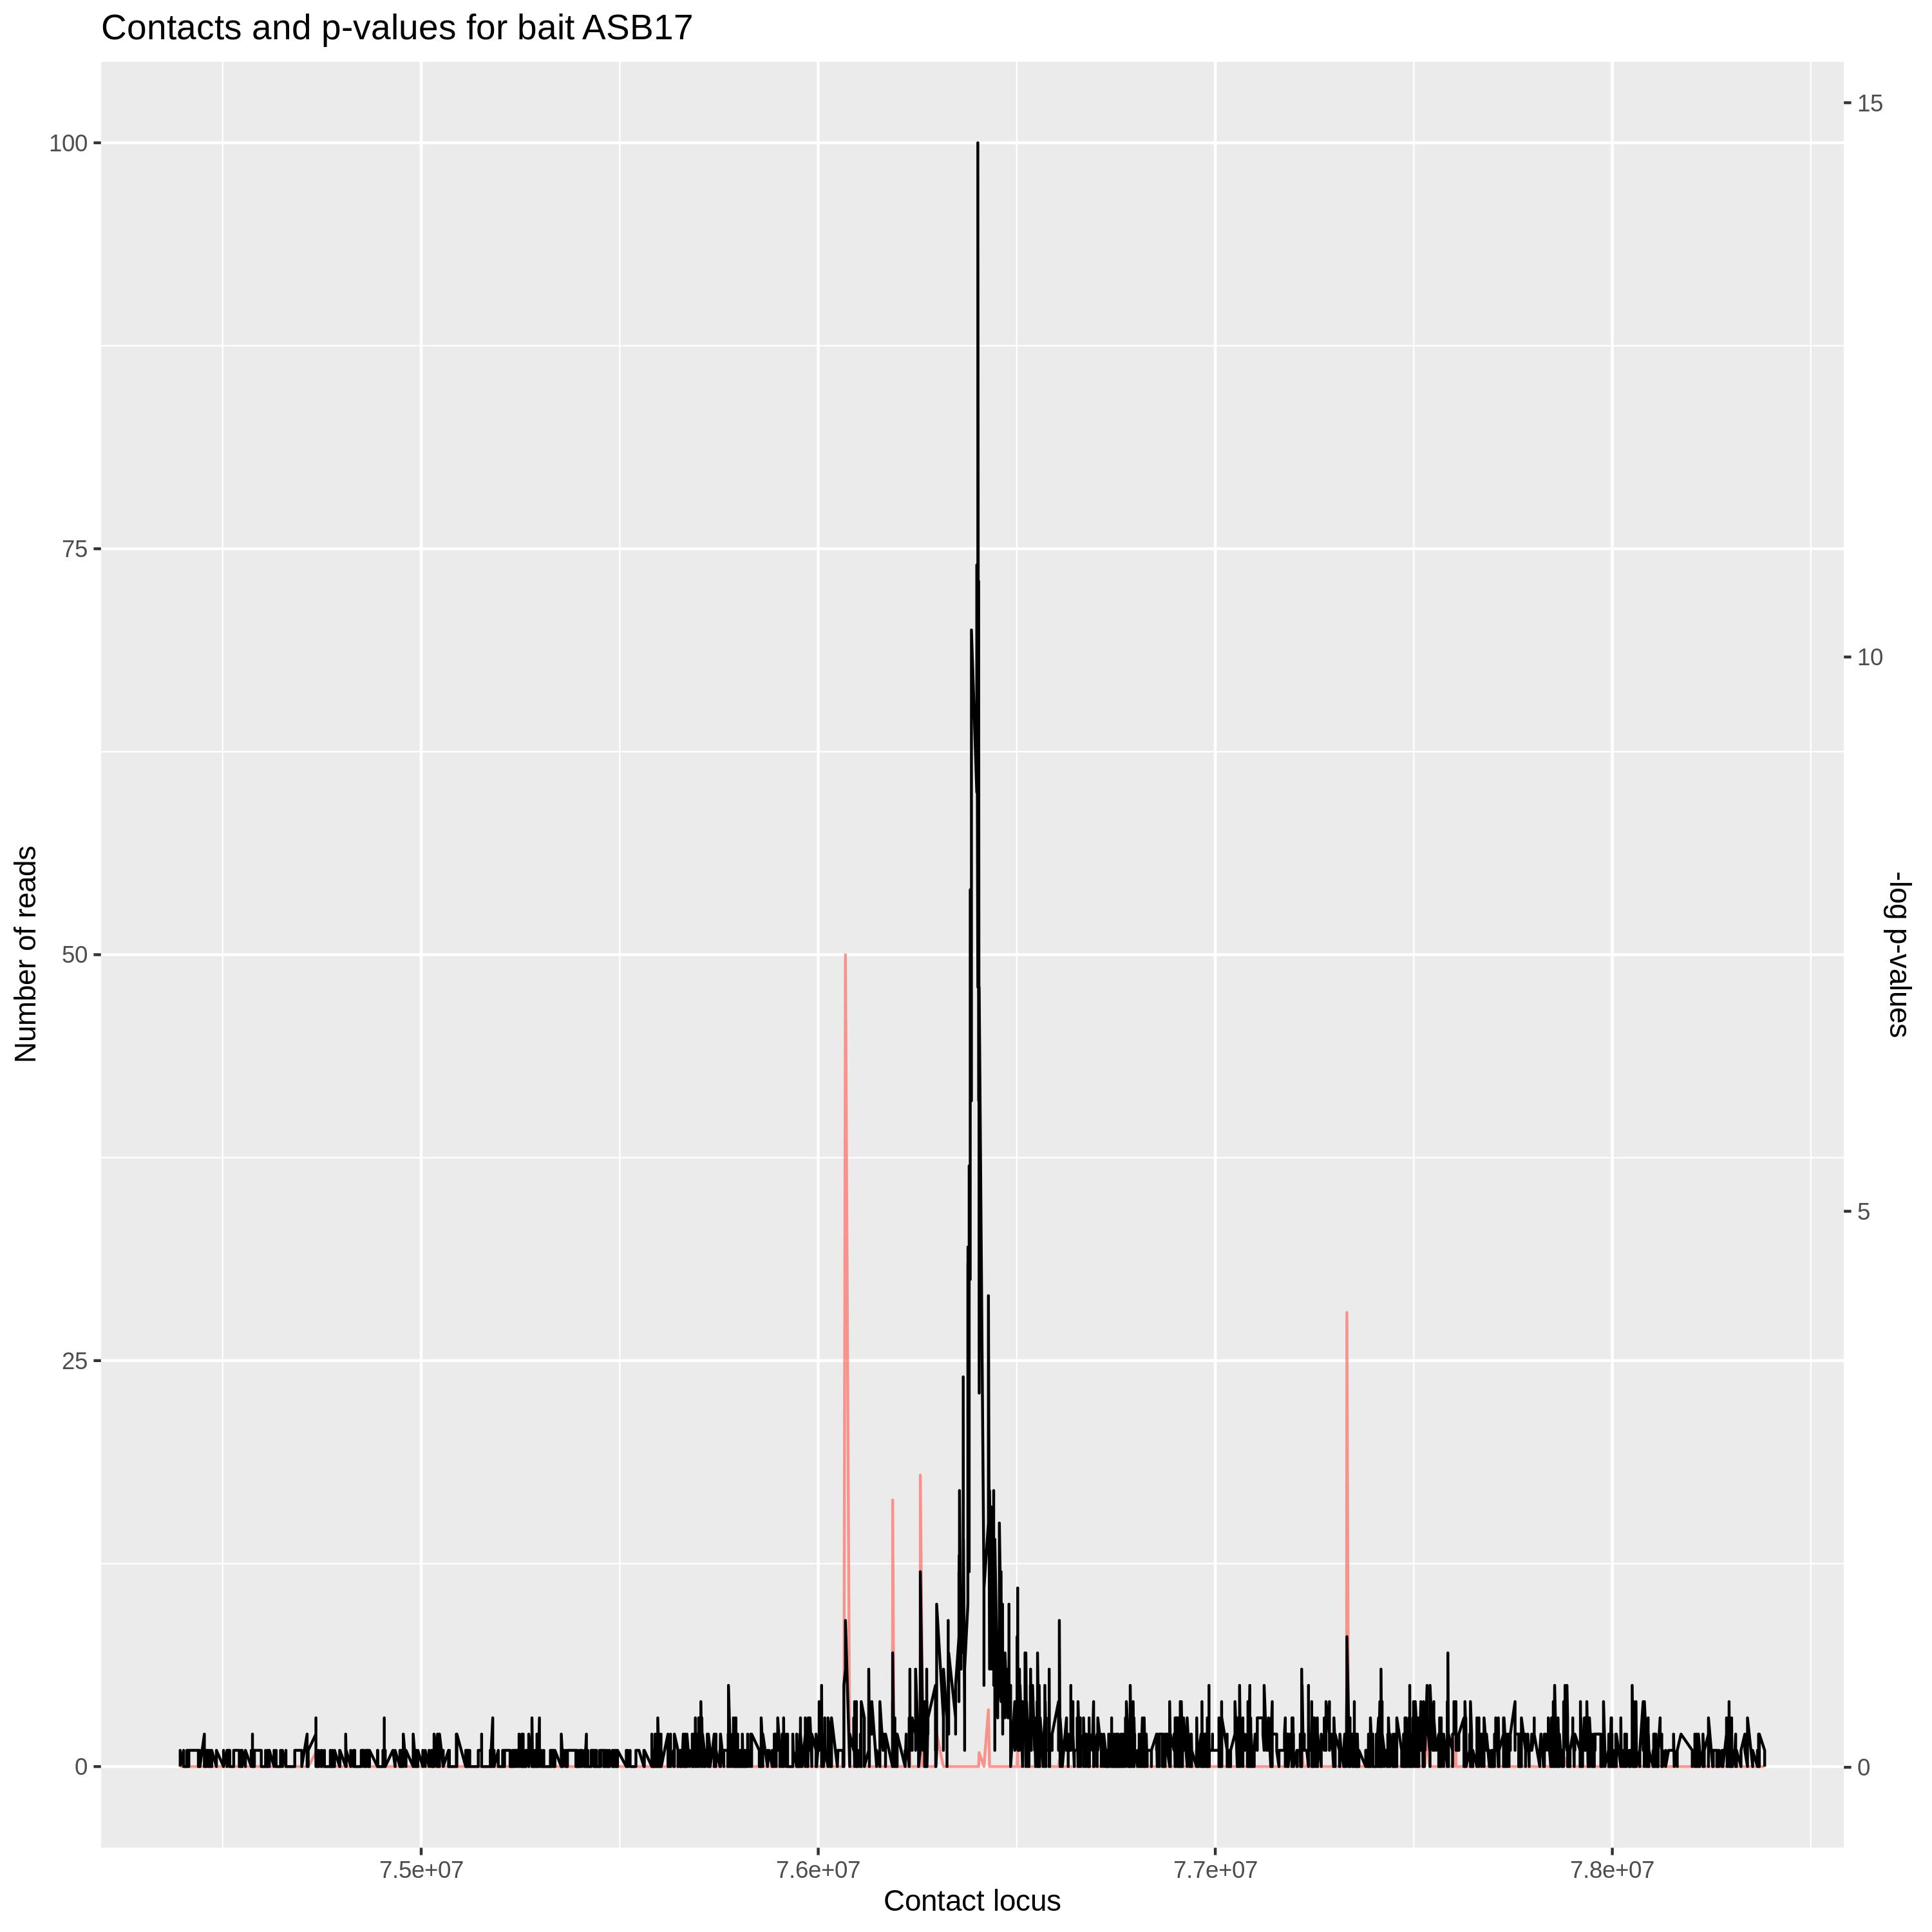 Contacts and p-values for bait ASB17
100
75
50
25
0
Number of reads
15
10
5
0
-log p-values
7.5e+07 7.6e+07 7.7e+07 7.8e+07
Contact locus